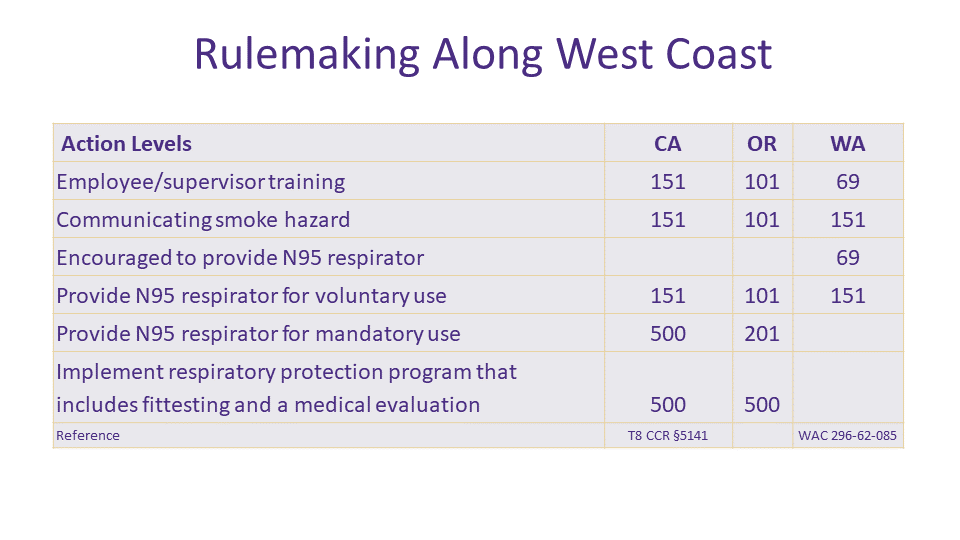 Rulemaking Along West Coast
Action Levels CA OR WA
Employee/supervisor training 151 101 69
Communicating smoke hazard 151 101 151
Encouraged to provide N95 respirator 69
Provide N95 respirator for voluntary use 151 101 151
Provide N95 respirator for mandatory use 500 201
Implement respiratory protection program that
includes fittesting and a medical evaluation 500 500
Reference T8 CCR §5141 WAC 296-62-085